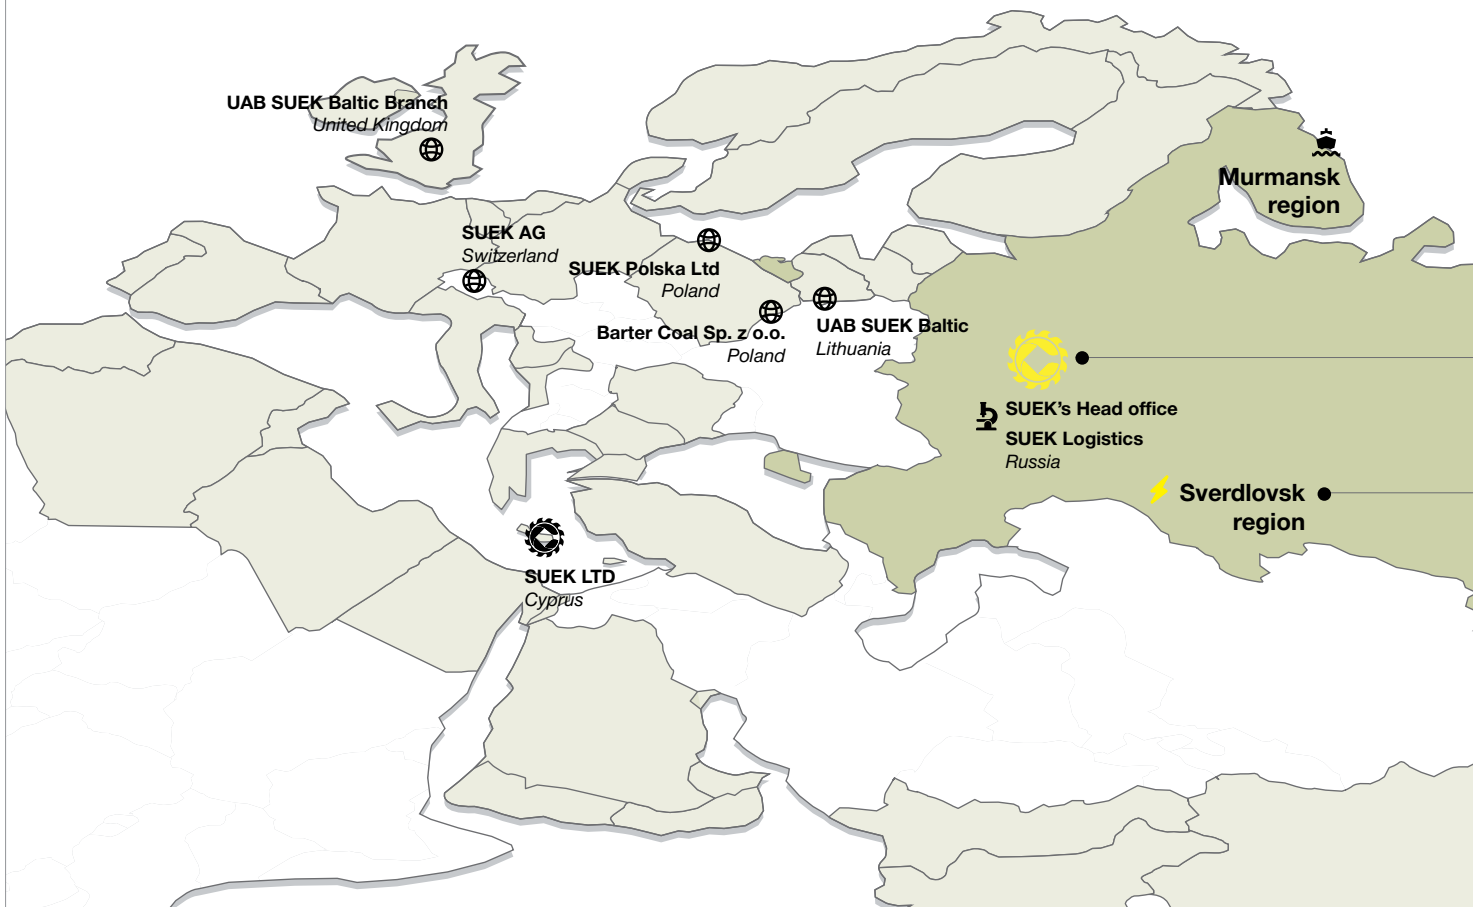 UAB SUEK Baltic Branch
United Kingdom
Murmansk
region
SUEK AG
Switzerland
SUEK Polska Ltd
Poland
Barter Coal Sp. z o.o.
Poland
UAB SUEK Baltic
Lithuania
SUEK’s Head office
SUEK Logistics
Russia
Sverdlovsk
region
SUEK LTD
Cyprus